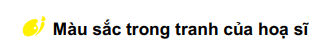 Màu sắc trong tranh của hoạ sĩ